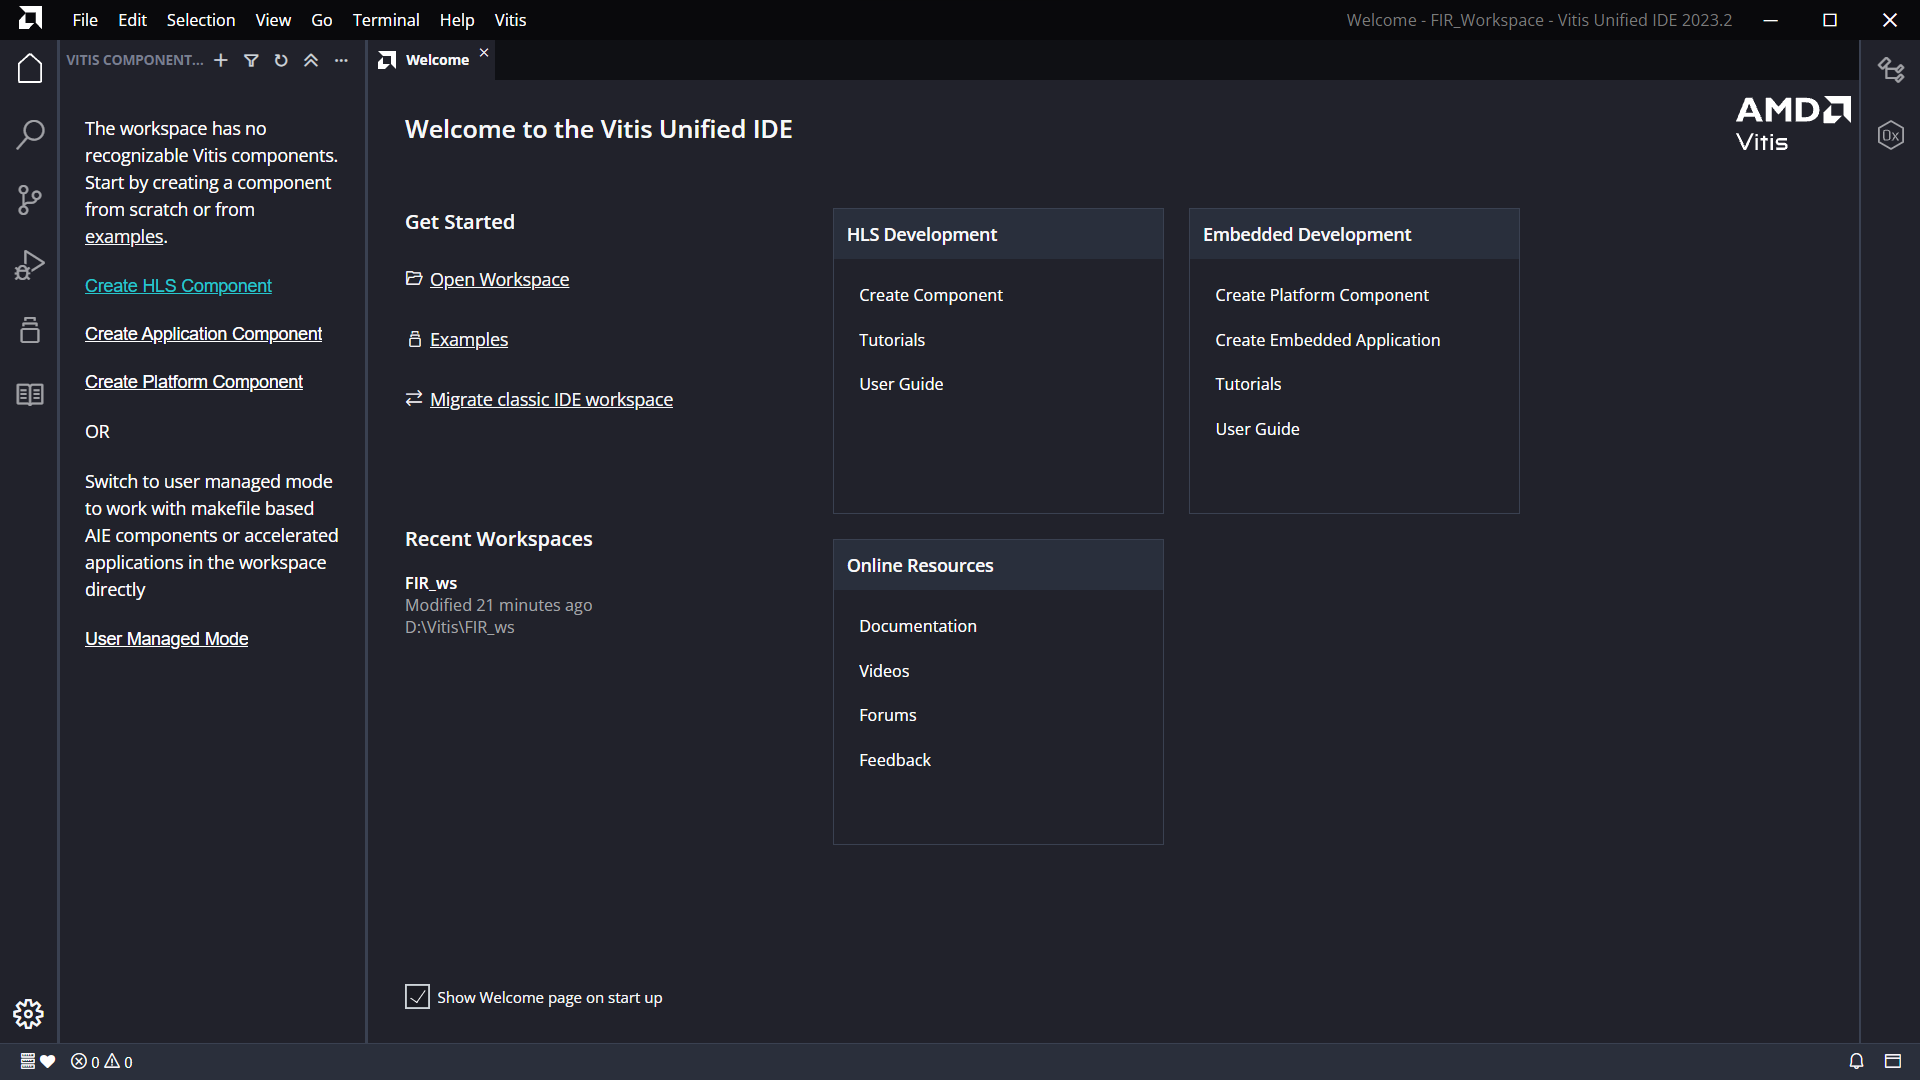 File Edit Selection View Go Terminal Help Vitis
Welcome - FIR_Workspace - Vitis Unified IDE 2023.2
VITIS COMPONENT...
Welcome
The workspace has no
recognizable Vitis components.
Start by creating a component
from scratch or from
examples.
Create HLS Component
Create Application Component
Create Platform Component
OR
Switch to user managed mode
to work with makefile based
AIE components or accelerated
applications in the workspace
directly
User Managed Mode
Welcome to the Vitis Unified IDE
AMD
Vitis
Get Started
Open Workspace
Examples
Migrate classic IDE workspace
Recent Workspaces
FIR_ws
Modified 21 minutes ago
D:\Vitis\FIR_ws
HLS Development
Create Component
Tutorials
User Guide
Embedded Development
Create Platform Component
Create Embedded Application
Tutorials
User Guide
Online Resources
Documentation
Videos
Forums
Feedback
Show Welcome page on start up
0x
0 0